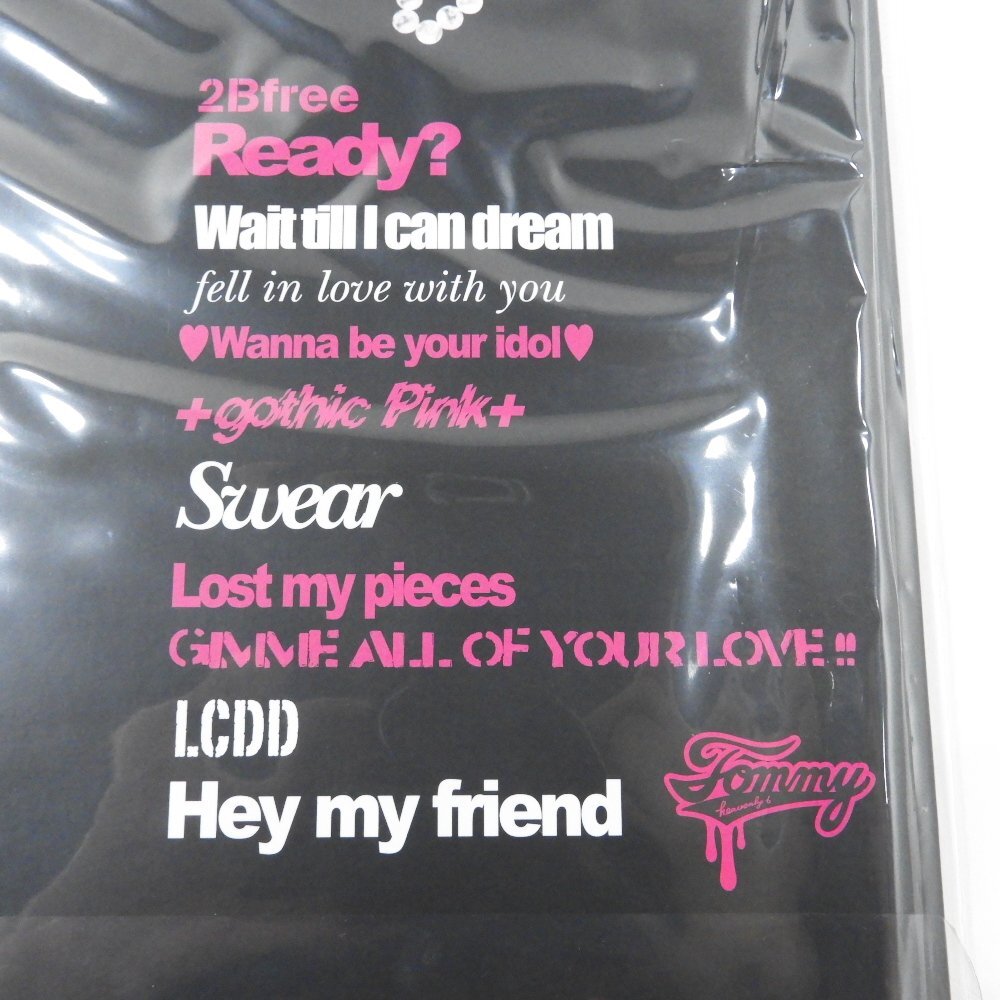 2Bfree
Ready?
Wait till I can dream
fell in love with you
♥Wanna be your idol♥
+gothic Pink+
Swear
Lost my pieces
GIMME ALL OF YOUR LOVE!!
LCDD
Hey my friend
Tommy
heavenly 6